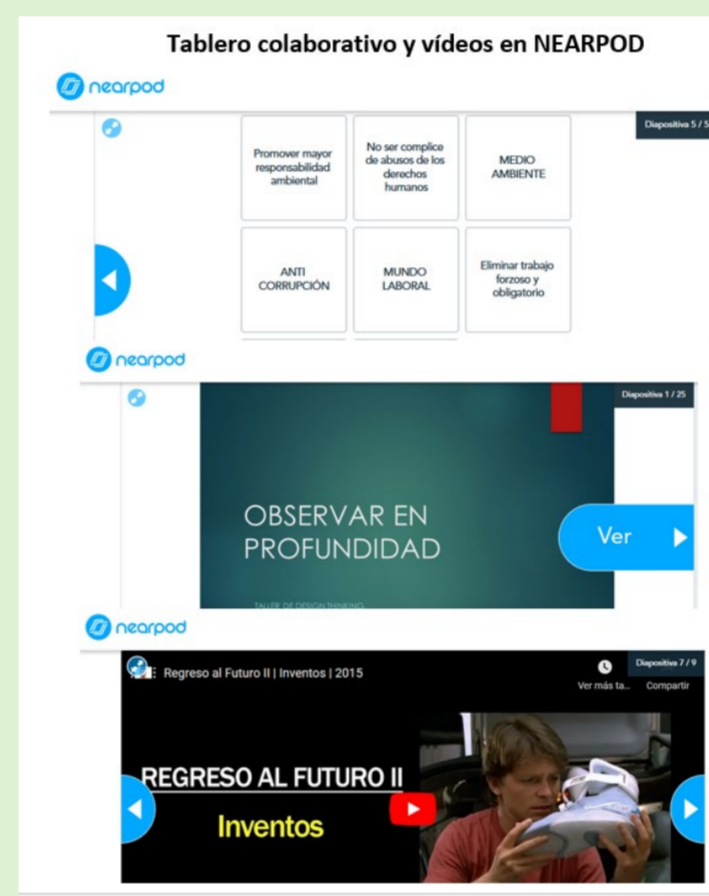 Tablero colaborativo y vídeos en NEARPOD
nearpod
Diapositiva 5 / 5
Promover mayor
responsabilidad
ambiental
No ser complice
de abusos de los
derechos
humanos
MEDIO
AMBIENTE
ANTI
CORRUPCIÓN
MUNDO
LABORAL
Eliminar trabajo
forzoso y
obligatorio
nearpod
Diapositiva 1 / 25
OBSERVAR EN
PROFUNDIDAD
Ver
TALLER DE DESIGN THINKING
nearpod
Regreso al Futuro II | Inventos | 2015
Diapositiva 7 / 9
Ver más ta...
Compartir
REGRESO AL FUTURO II
Inventos